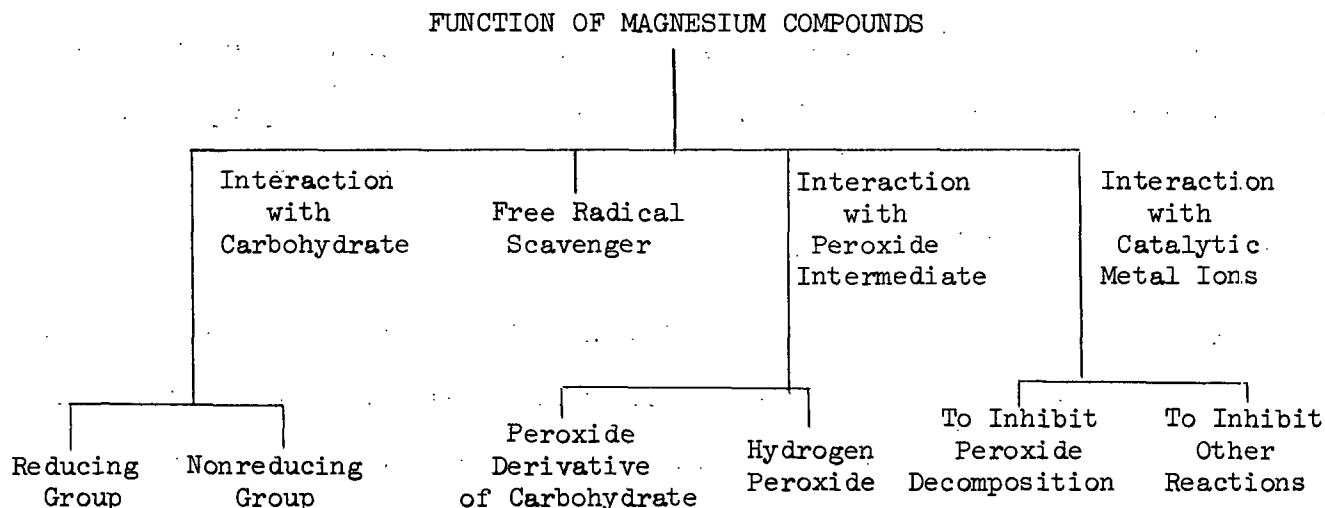 FUNCTION OF MAGNESIUM COMPOUNDS
Interaction
with
Carbohydrate
Free Radical
Scavenger
Interaction
with
Peroxide
Intermediate
Interaction
with
Catalytic
Metal Ions
Reducing
Group
Nonreducing
Group
Peroxide
Derivative
of Carbohydrate
Hydrogen
Peroxide
To Inhibit
Peroxide
Decomposition
To Inhibit
Other
Reactions